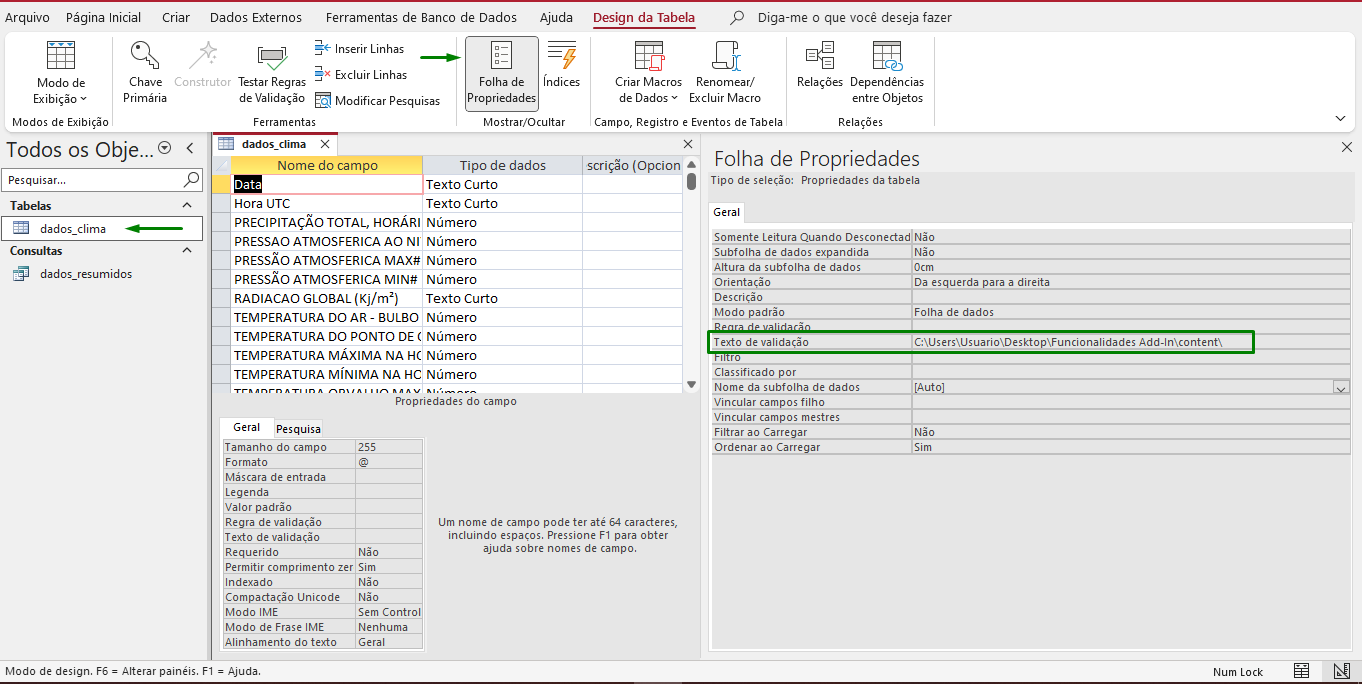 Arquivo Página Inicial Criar Dados Externos Ferramentas de Banco de Dados Ajuda Design da Tabela Diga-me o que você deseja fazer
Modo de Exibição
Modos de Exibição
Chave Primária
Construtor
Testar Regras de Validação
Inserir Linhas
Excluir Linhas
Modificar Pesquisas
Ferramentas
Folha de Propriedades
Índices
Mostrar/Ocultar
Criar Macros de Dados
Renomear/ Excluir Macro
Campo, Registro e Eventos de Tabela
Relações
Dependências entre Objetos
Relações
Todos os Obje...
Pesquisar...
Tabelas
dados_clima
Consultas
dados_resumidos
dados_clima
Nome do campo Tipo de dados scrição (Opcion
Data Texto Curto
Hora UTC Texto Curto
PRECIPITAÇÃO TOTAL, HORÁRI Número
PRESSAO ATMOSFERICA AO NI Número
PRESSÃO ATMOSFERICA MAX# Número
PRESSÃO ATMOSFERICA MIN# Número
RADIACAO GLOBAL (Kj/m²) Texto Curto
TEMPERATURA DO AR - BULBO Número
TEMPERATURA DO PONTO DE Número
TEMPERATURA MÁXIMA NA HO Número
TEMPERATURA MÍNIMA NA HO Número
TEMPERATURA ORVALHO MAX Número
Propriedades do campo
Geral Pesquisa
Tamanho do campo 255
Formato @
Máscara de entrada
Legenda
Valor padrão
Regra de validação
Texto de validação
Requerido Não
Permitir comprimento zer Sim
Indexado Não
Compactação Unicode Não
Modo IME Sem Control
Modo de Frase IME Nenhuma
Alinhamento do texto Geral
Um nome de campo pode ter até 64 caracteres,
incluindo espaços. Pressione F1 para obter
ajuda sobre nomes de campo.
Folha de Propriedades
Tipo de seleção: Propriedades da tabela
Geral
Somente Leitura Quando Desconectad Não
Subfolha de dados expandida Não
Altura da subfolha de dados 0cm
Orientação Da esquerda para a direita
Descrição
Modo padrão Folha de dados
Regra de validação
Texto de validação C:\Users\Usuario\Desktop\Funcionalidades Add-In\content\
Filtro
Classificado por
Nome da subfolha de dados [Auto]
Vincular campos filho
Vincular campos mestres
Filtrar ao Carregar Não
Ordenar ao Carregar Sim
Modo de design. F6 = Alterar painéis. F1 = Ajuda.
Num Lock